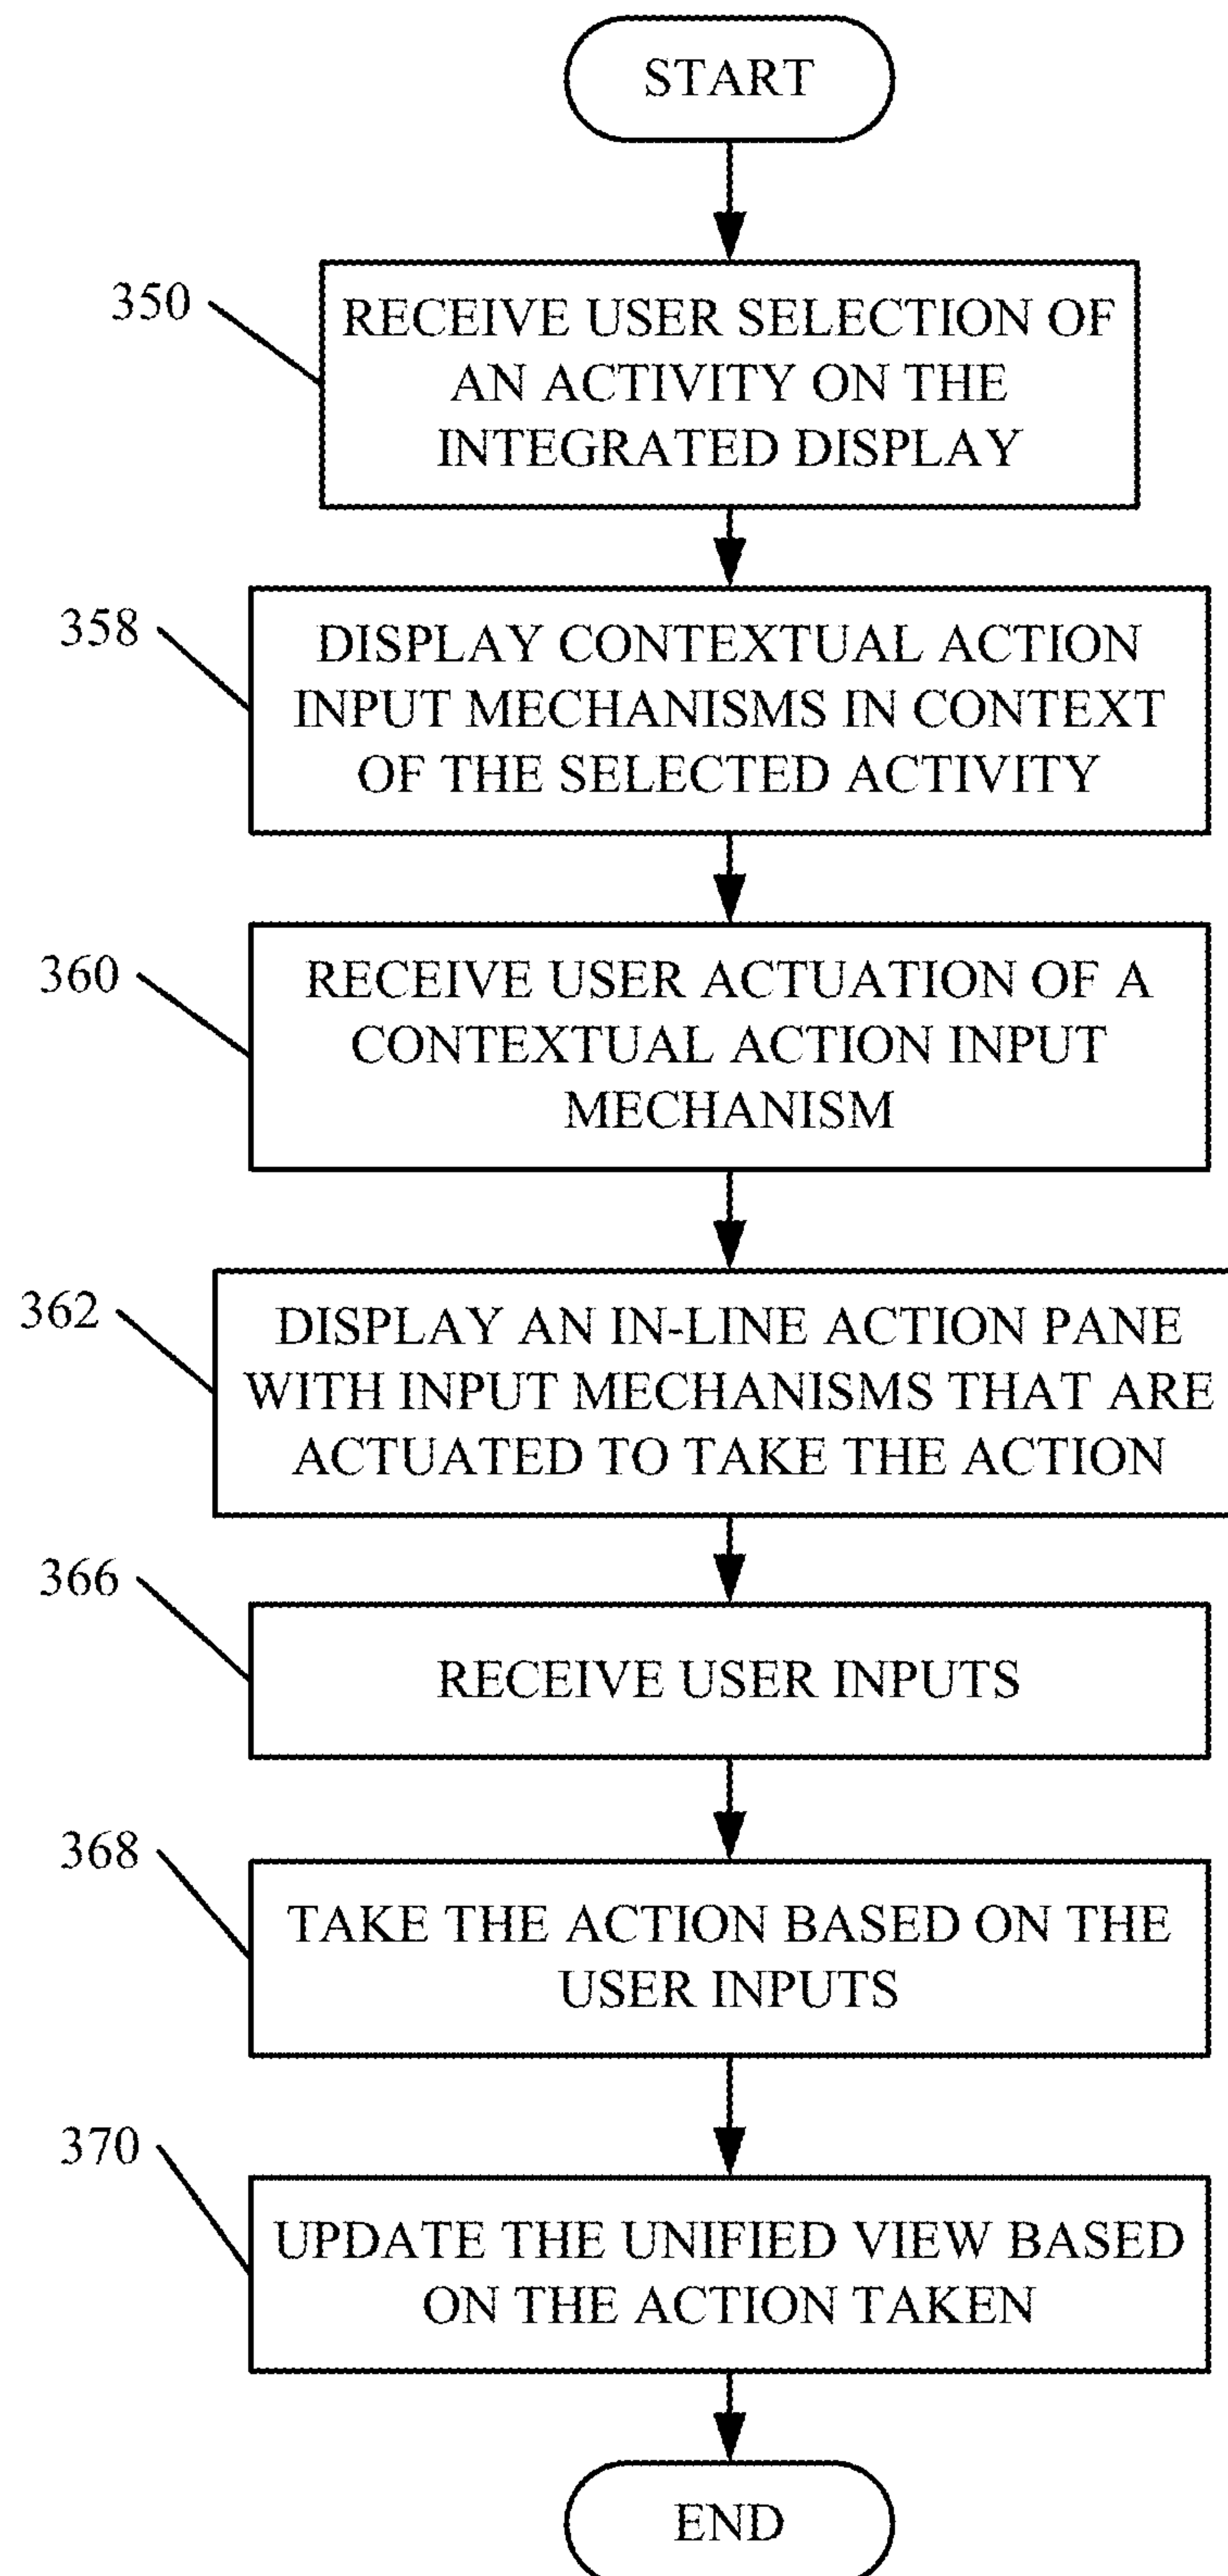 START
350
RECEIVE USER SELECTION OF
AN ACTIVITY ON THE
INTEGRATED DISPLAY
358
DISPLAY CONTEXTUAL ACTION
INPUT MECHANISMS IN CONTEXT
OF THE SELECTED ACTIVITY
360
RECEIVE USER ACTUATION OF A
CONTEXTUAL ACTION INPUT
MECHANISM
362
DISPLAY AN IN-LINE ACTION PANE
WITH INPUT MECHANISMS THAT ARE
ACTUATED TO TAKE THE ACTION
366
RECEIVE USER INPUTS
368
TAKE THE ACTION BASED ON THE
USER INPUTS
370
UPDATE THE UNIFIED VIEW BASED
ON THE ACTION TAKEN
END